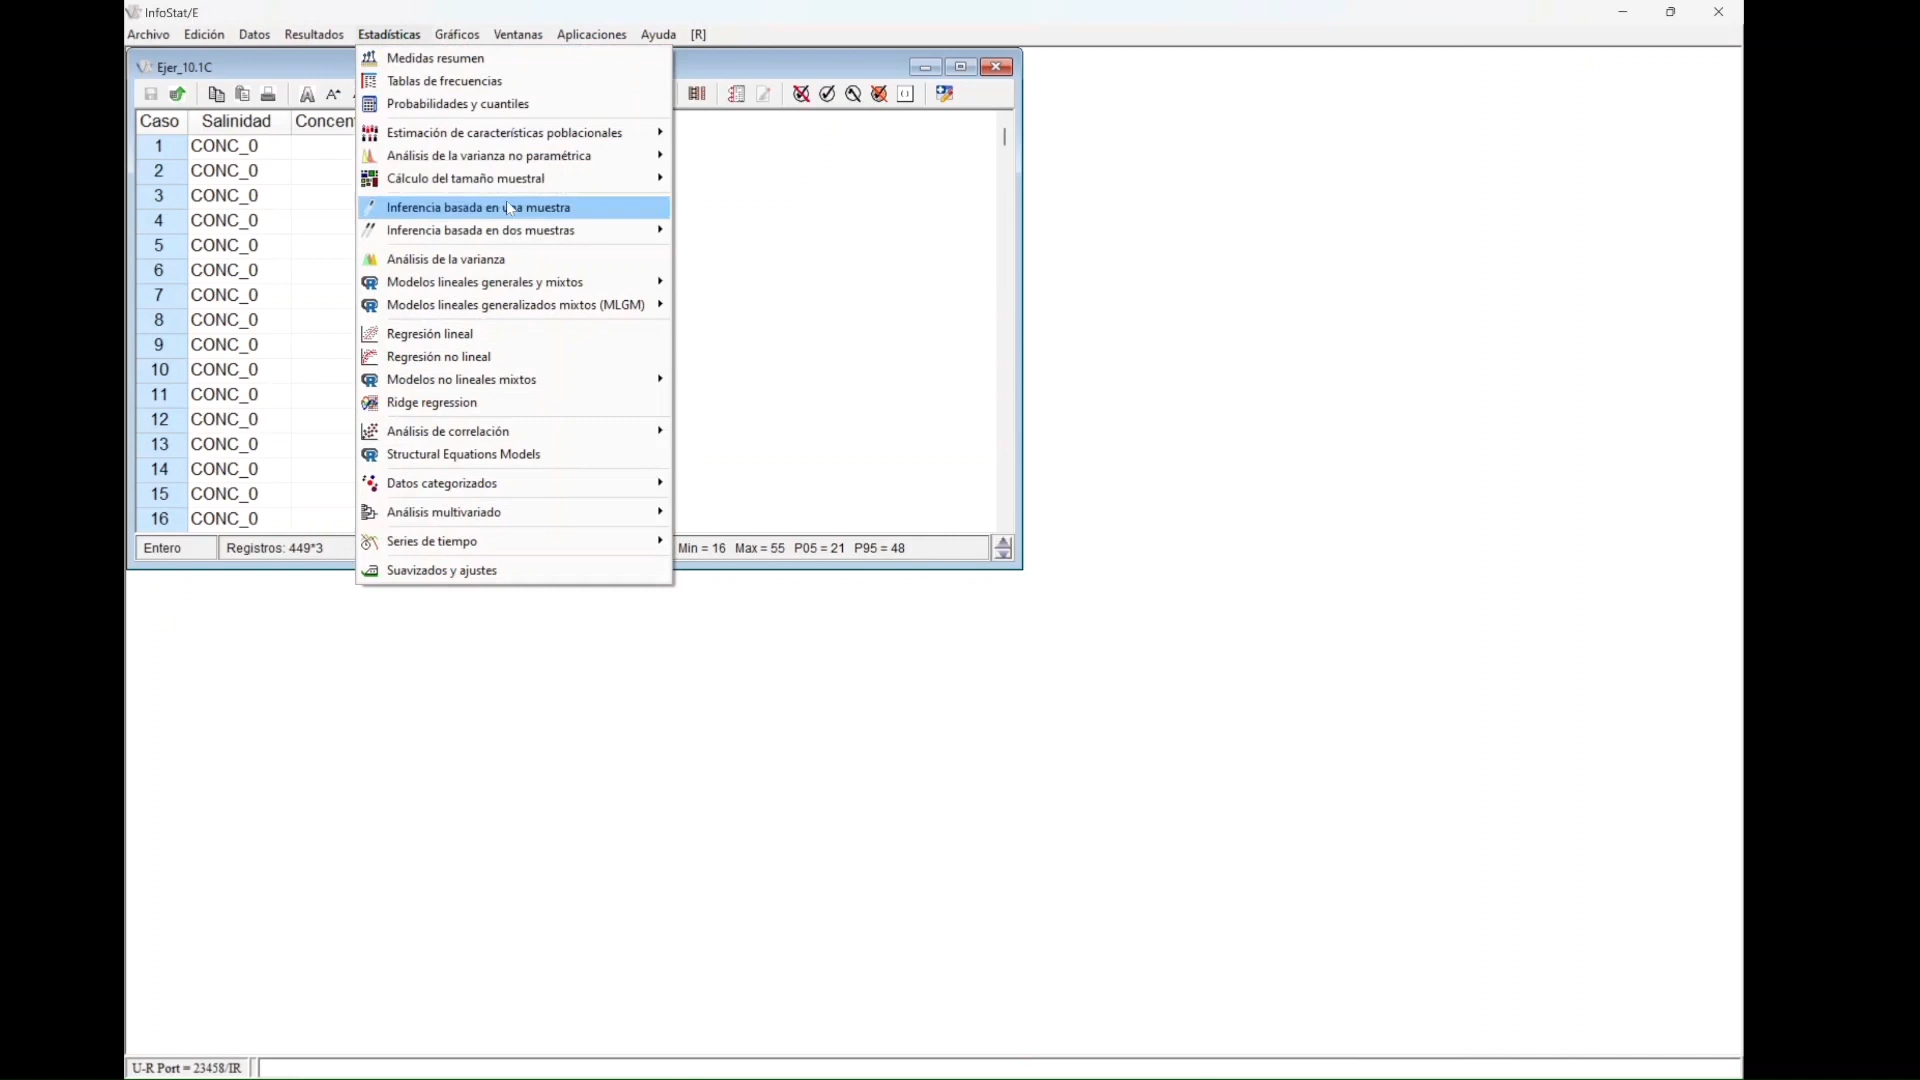 InfoStat/E
Archivo Edición Datos Resultados Estadísticas Gráficos Ventanas Aplicaciones Ayuda [R]
Ejer_10.1C
Medidas resumen
Tablas de frecuencias
Probabilidades y cuantiles
Estimación de características poblacionales
Análisis de la varianza no paramétrica
Cálculo del tamaño muestral
Inferencia basada en una muestra
Inferencia basada en dos muestras
Análisis de la varianza
Modelos lineales generales y mixtos
Modelos lineales generalizados mixtos (MLGM)
Regresión lineal
Regresión no lineal
Modelos no lineales mixtos
Ridge regression
Análisis de correlación
Structural Equations Models
Datos categorizados
Análisis multivariado
Series de tiempo
Suavizados y ajustes
Caso Salinidad Concen
1 CONC_0
2 CONC_0
3 CONC_0
4 CONC_0
5 CONC_0
6 CONC_0
7 CONC_0
8 CONC_0
9 CONC_0
10 CONC_0
11 CONC_0
12 CONC_0
13 CONC_0
14 CONC_0
15 CONC_0
16 CONC_0
Entero Registros: 449*3 Min = 16 Max = 55 P05 = 21 P95 = 48
U-R Port = 23458/IR